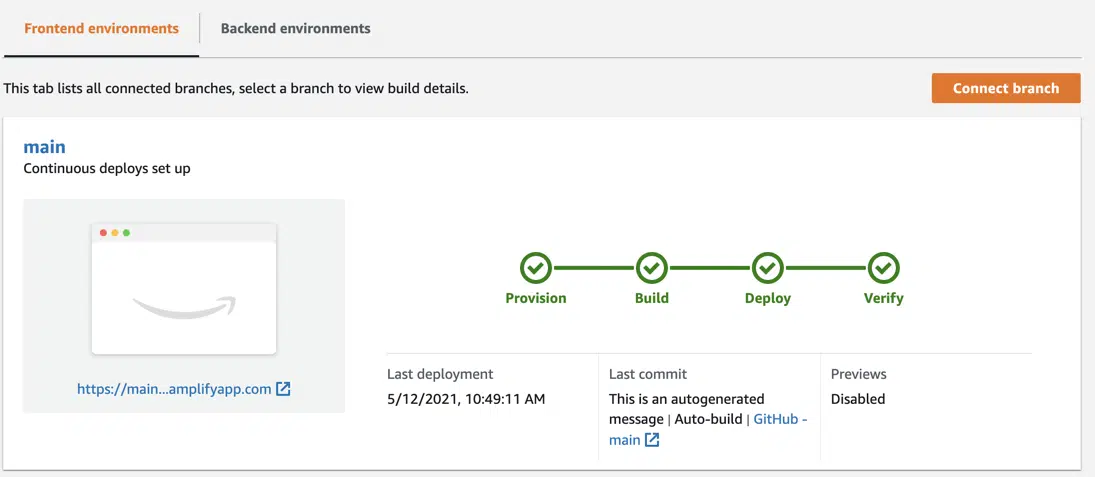 Frontend environments
Backend environments
This tab lists all connected branches, select a branch to view build details.
Connect branch
main
Continuous deploys set up
https://main...amplifyapp.com
Provision
Build
Deploy
Verify
Last deployment
5/12/2021, 10:49:11 AM
Last commit
This is an autogenerated
message | Auto-build | GitHub -
main
Previews
Disabled